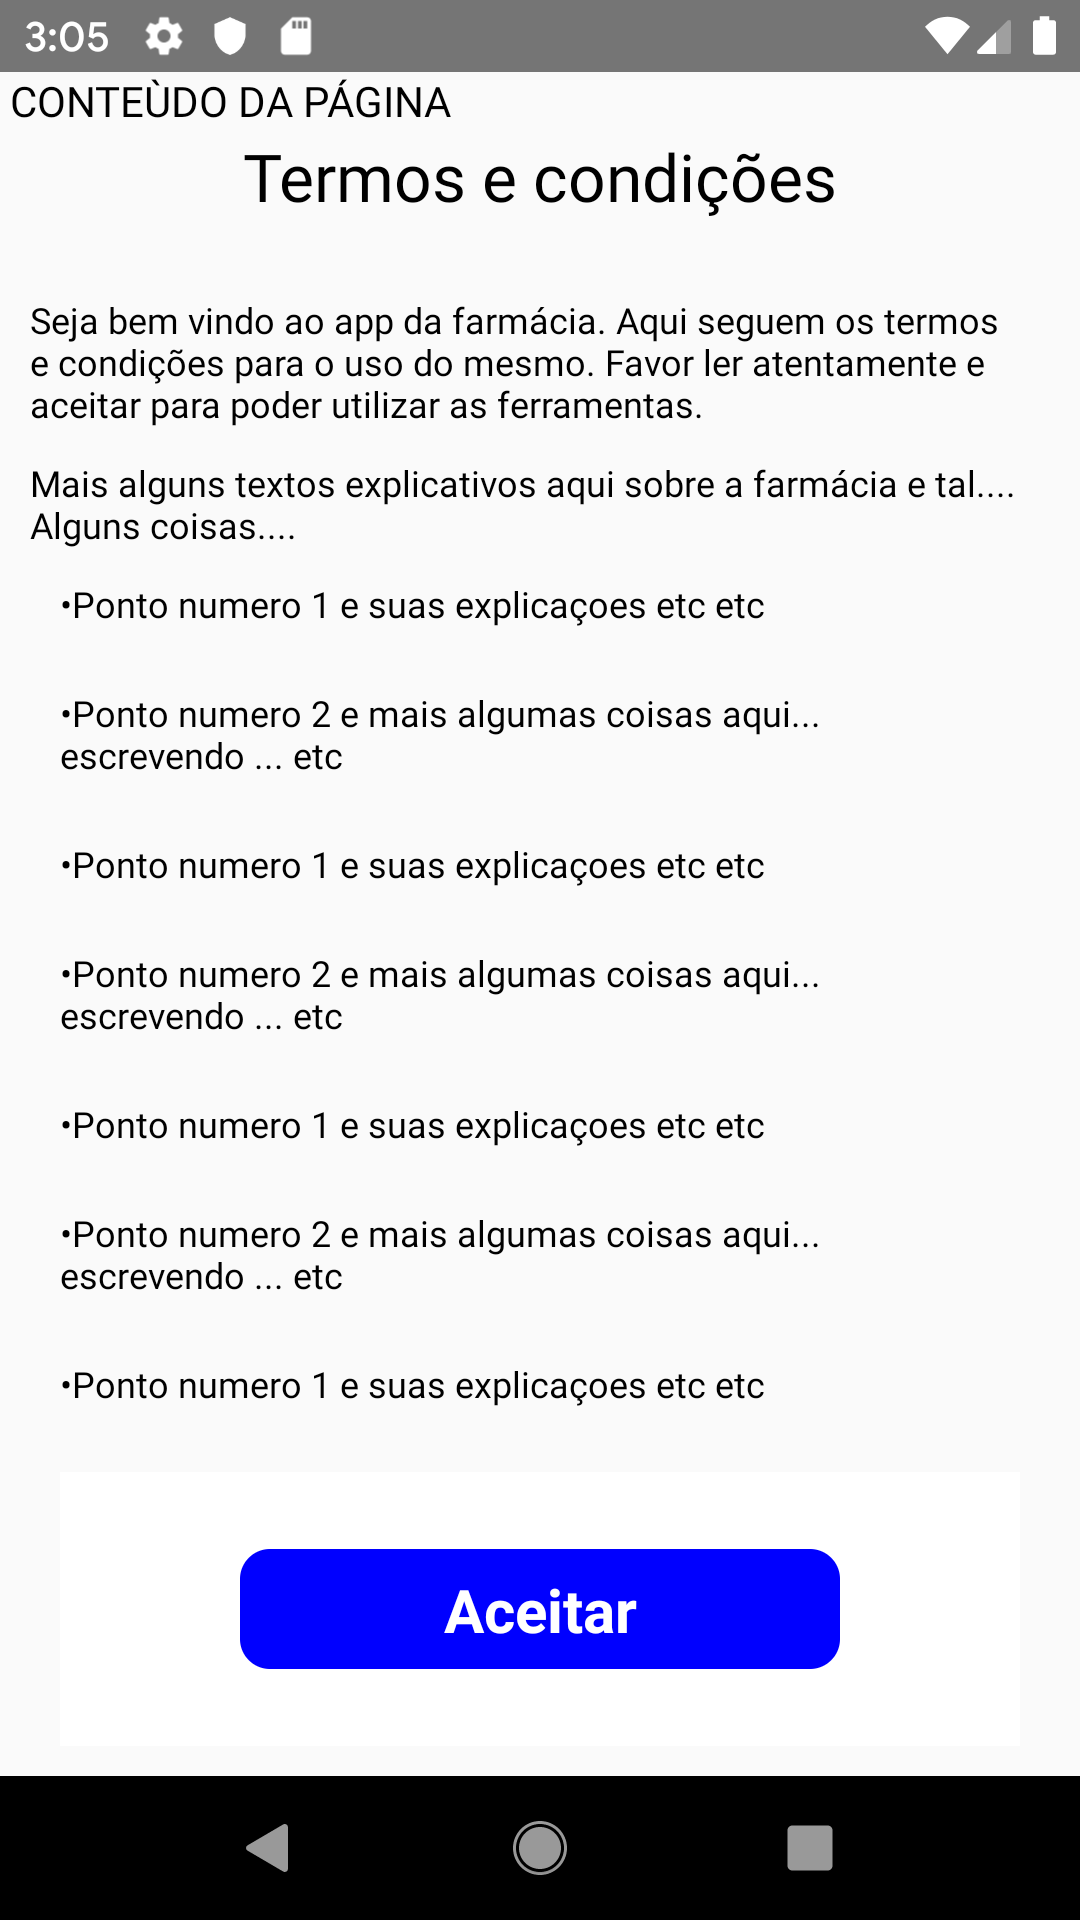 3:05
CONTEÙDO DA PÁGINA
Termos e condições
Seja bem vindo ao app da farmácia. Aqui seguem os termos
e condições para o uso do mesmo. Favor ler atentamente e
aceitar para poder utilizar as ferramentas.
Mais alguns textos explicativos aqui sobre a farmácia e tal....
Alguns coisas....
•Ponto numero 1 e suas explicaçoes etc etc
•Ponto numero 2 e mais algumas coisas aqui...
escrevendo ... etc
•Ponto numero 1 e suas explicaçoes etc etc
•Ponto numero 2 e mais algumas coisas aqui...
escrevendo ... etc
•Ponto numero 1 e suas explicaçoes etc etc
•Ponto numero 2 e mais algumas coisas aqui...
escrevendo ... etc
•Ponto numero 1 e suas explicaçoes etc etc
Aceitar